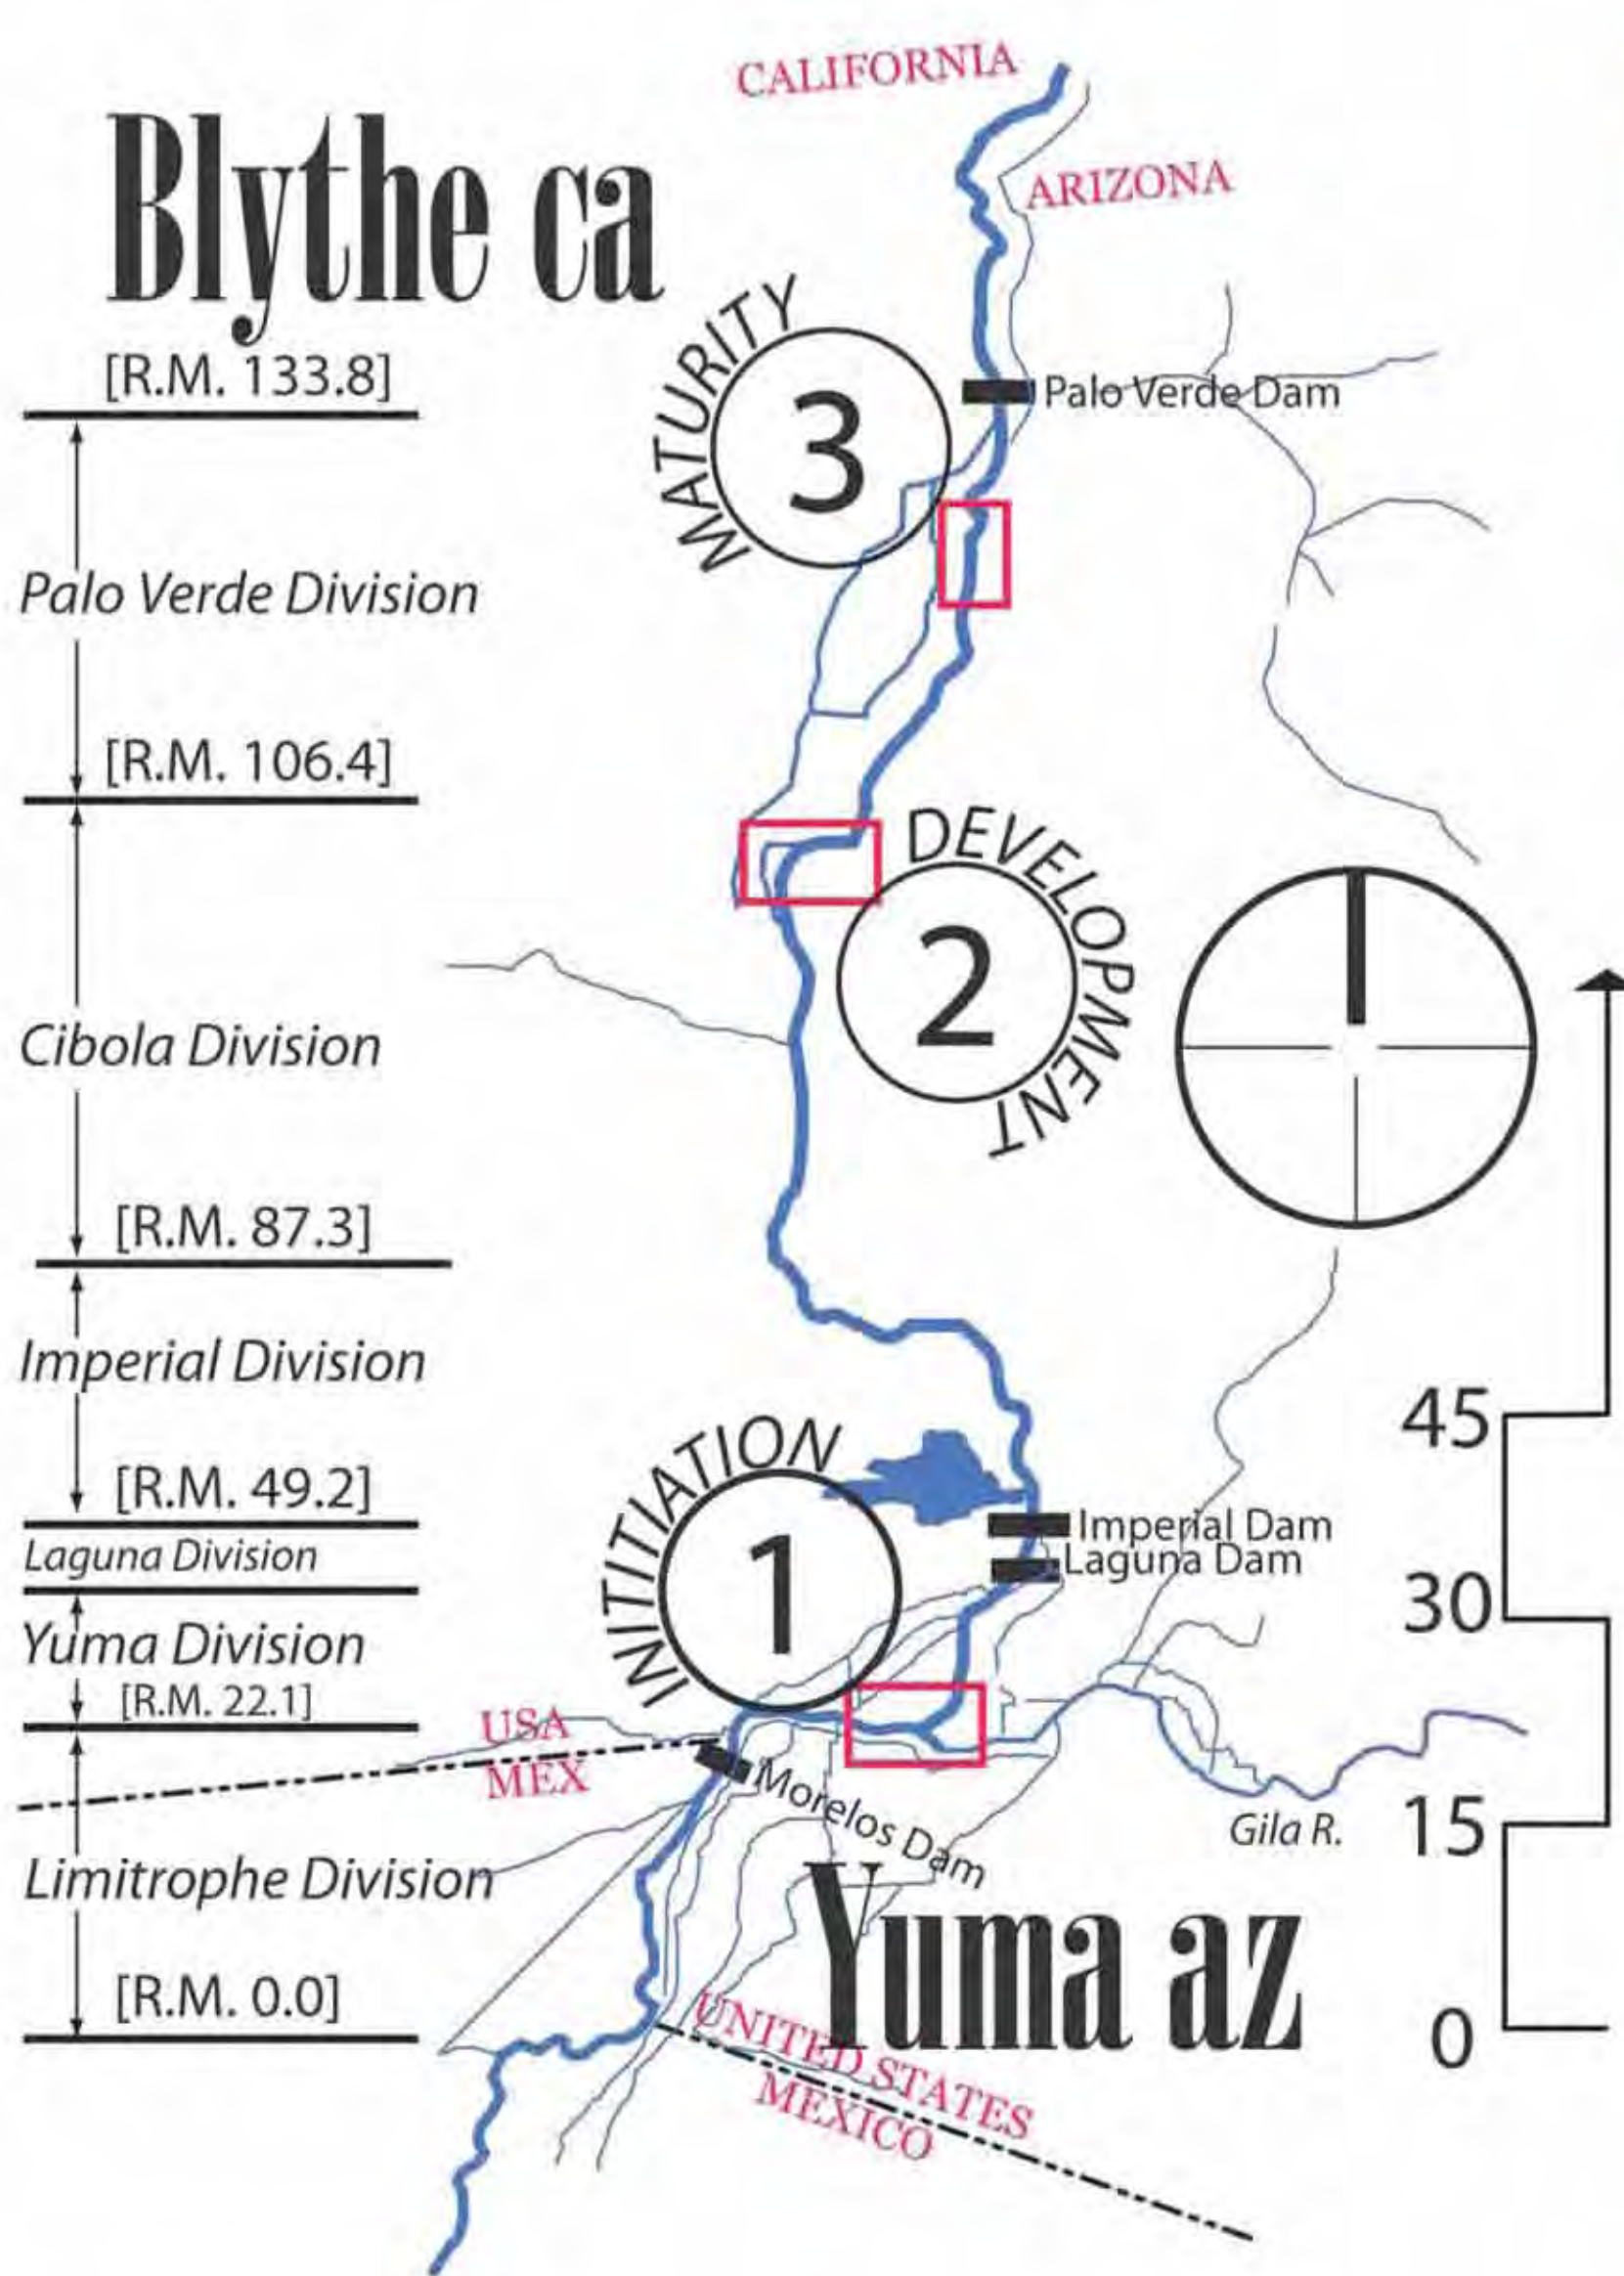 CALIFORNIA
Blythe ca
ARIZONA
[R.M. 133.8]
MATURITY
3
Palo Verde Dam
Palo Verde Division
[R.M. 106.4]
DEVELOPMENT
2
Cibola Division
[R.M. 87.3]
Imperial Division
45
INITITIATION
1
[R.M. 49.2]
Imperial Dam
Laguna Division
Laguna Dam
30
Yuma Division
[R.M. 22.1]
USA
MEX
Morelos Dam
Gila R.
15
Limitrophe Division
Yuma az
[R.M. 0.0]
UNITED STATES
MEXICO
0